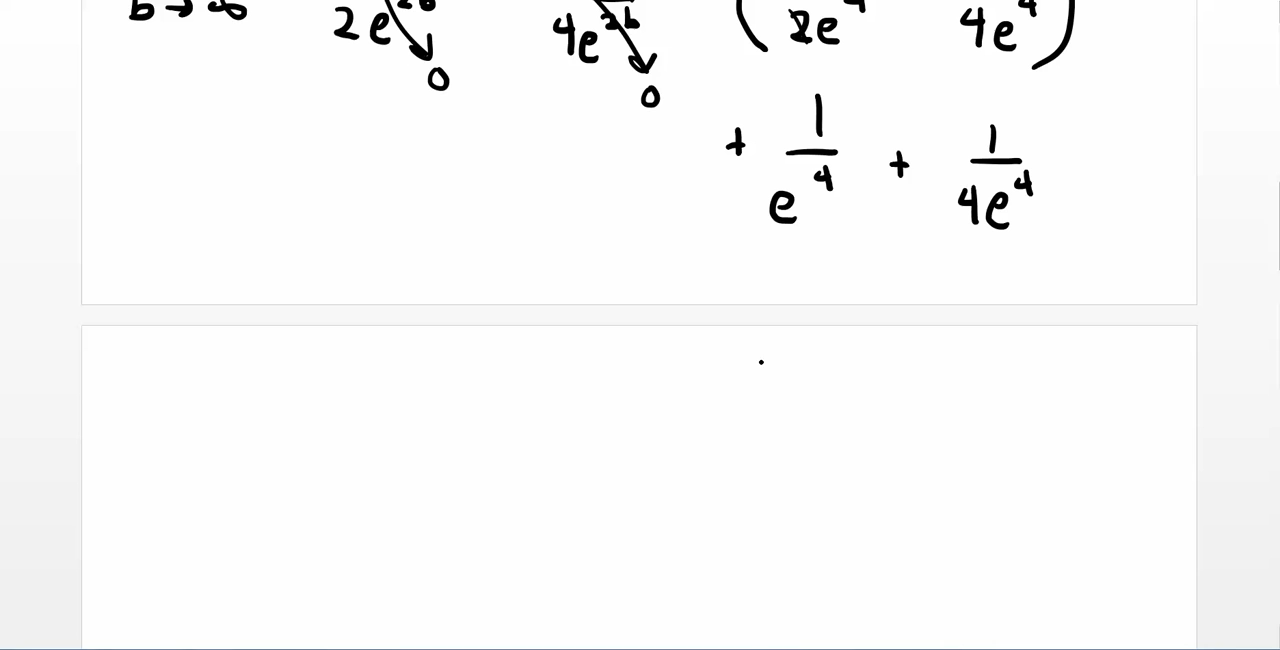 b → ∞ 2e^2b 4e^2b ( 2e^4 4e^4 )
0 0
+ 1/e^4 + 1/4e^4